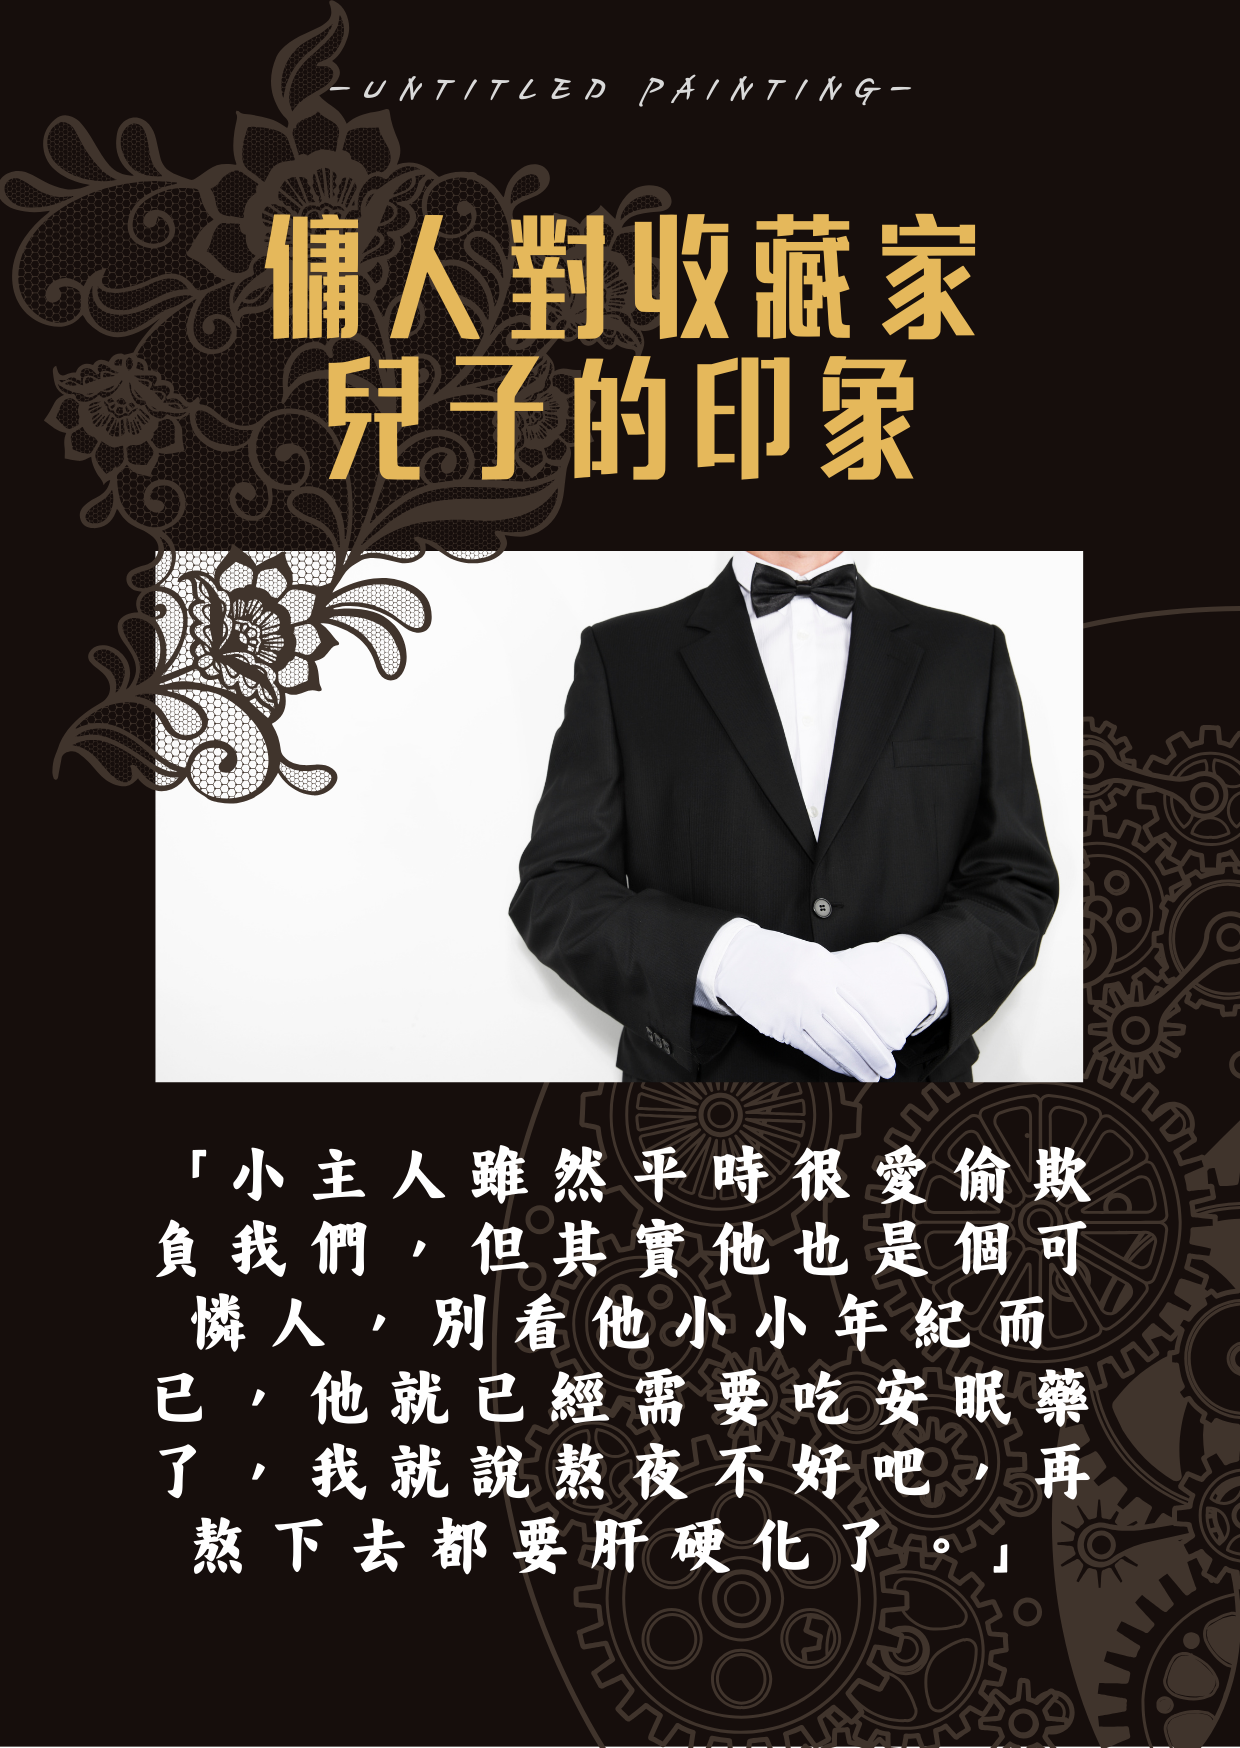 -UNTITLED PAINTING-
傭人對收藏家
兒子的印象
「小主人雖然平時很愛偷欺
負我們，但其實他也是個可
憐人，別看他小小年紀而
已，他就已經需要吃安眠藥
了，我就說熬夜不好吧，再
熬下去都要肝硬化了。」